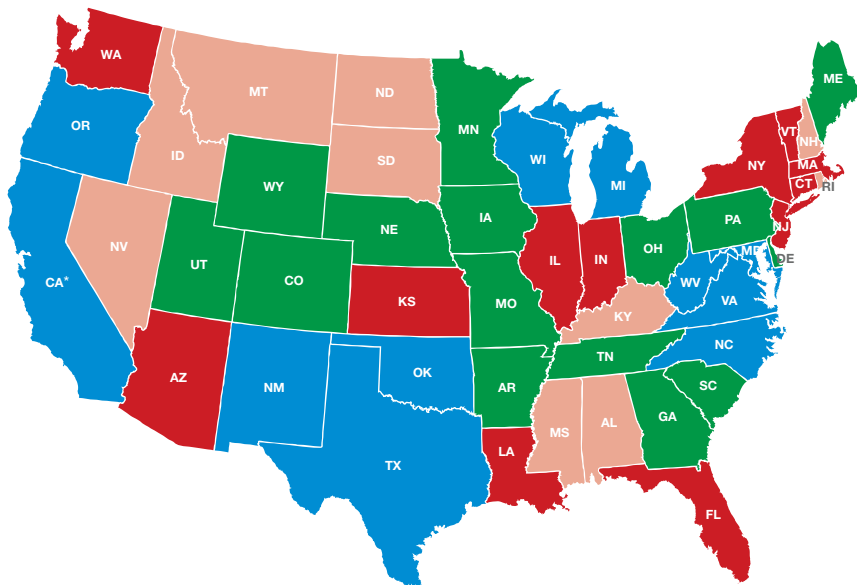 WA
MT
ND
MN
ME
OR
ID
SD
WI
MI
NY
VT
NH
MA
CT
RI
WY
NV
UT
CO
NE
IA
IL
IN
OH
PA
NJ
MD
DE
CA*
KS
MO
KY
WV
VA
AZ
NM
OK
AR
TN
NC
SC
TX
LA
MS
AL
GA
FL